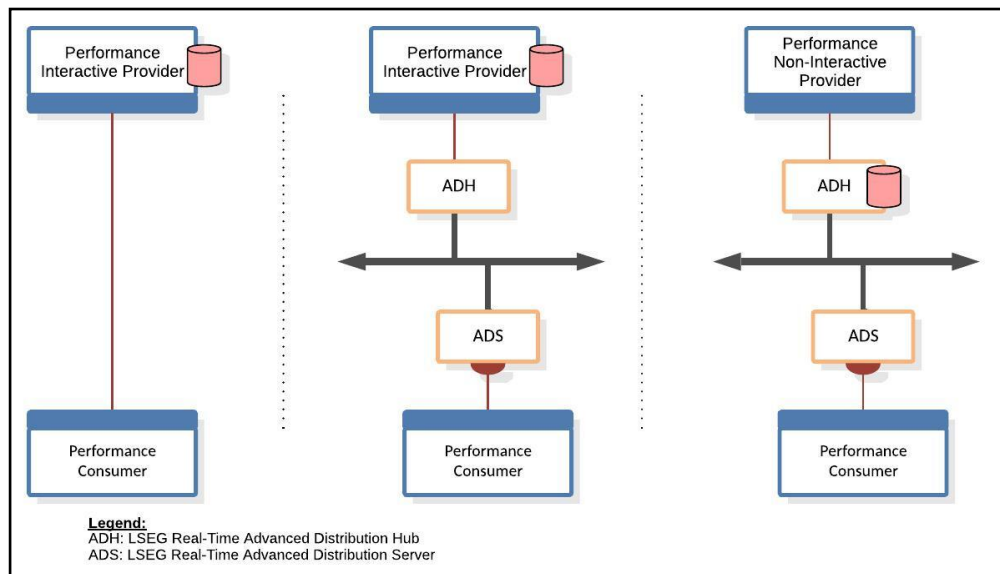 Performance
Interactive Provider
Performance
Interactive Provider
Performance
Non-Interactive
Provider
ADH
ADH
ADS
ADS
Performance
Consumer
Performance
Consumer
Performance
Consumer
Legend:
ADH: LSEG Real-Time Advanced Distribution Hub
ADS: LSEG Real-Time Advanced Distribution Server